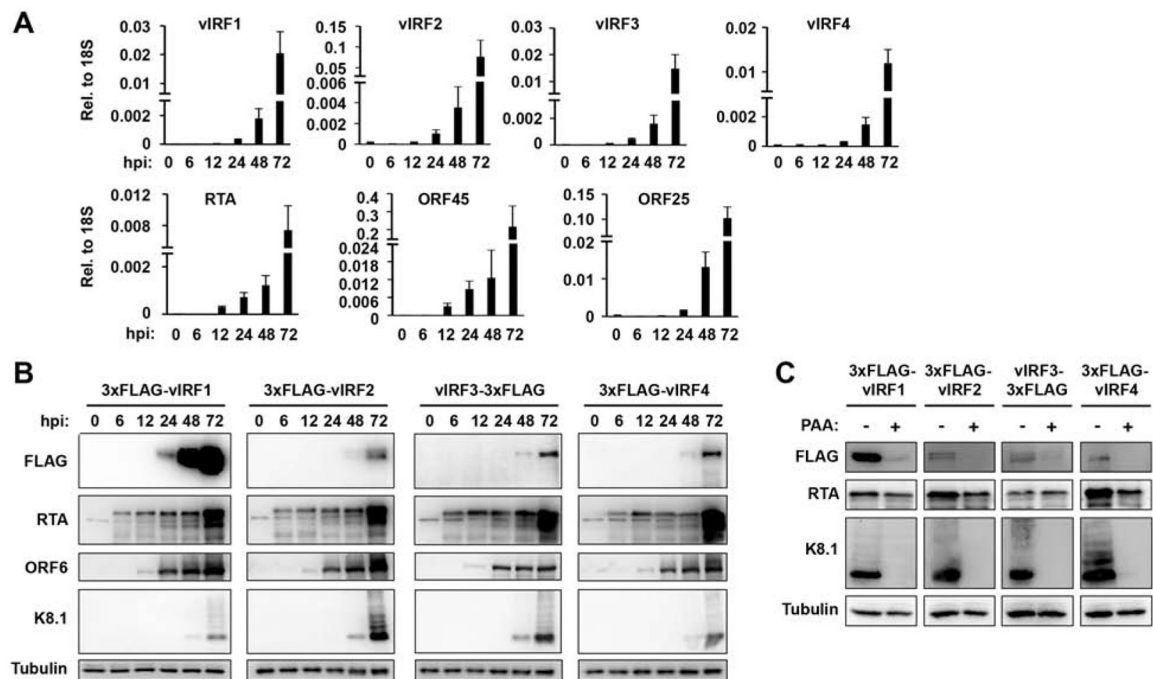 A
vIRF1 vIRF2 vIRF3 vIRF4
Rel. to 18S
0.03 0.02 0.01 0.002 0
0.15 0.10 0.05 0.006 0.004 0.002 0
0.03 0.02 0.01 0.002 0
0.02 0.01 0.002 0
hpi: 0 6 12 24 48 72 0 6 12 24 48 72 0 6 12 24 48 72 0 6 12 24 48 72
RTA ORF45 ORF25
Rel. to 18S
0.012 0.008 0.002 0
0.4 0.3 0.2 0.024 0.018 0.012 0.006 0
0.15 0.10 0.02 0.01 0
hpi: 0 6 12 24 48 72 0 6 12 24 48 72 0 6 12 24 48 72
B
3xFLAG-vIRF1 3xFLAG-vIRF2 vIRF3-3xFLAG 3xFLAG-vIRF4
hpi: 0 6 12 24 48 72 0 6 12 24 48 72 0 6 12 24 48 72 0 6 12 24 48 72
FLAG
RTA
ORF6
K8.1
Tubulin
C
3xFLAG- 3xFLAG- vIRF3- 3xFLAG-
vIRF1 vIRF2 3xFLAG vIRF4
PAA: - + - + - + - +
FLAG
RTA
K8.1
Tubulin